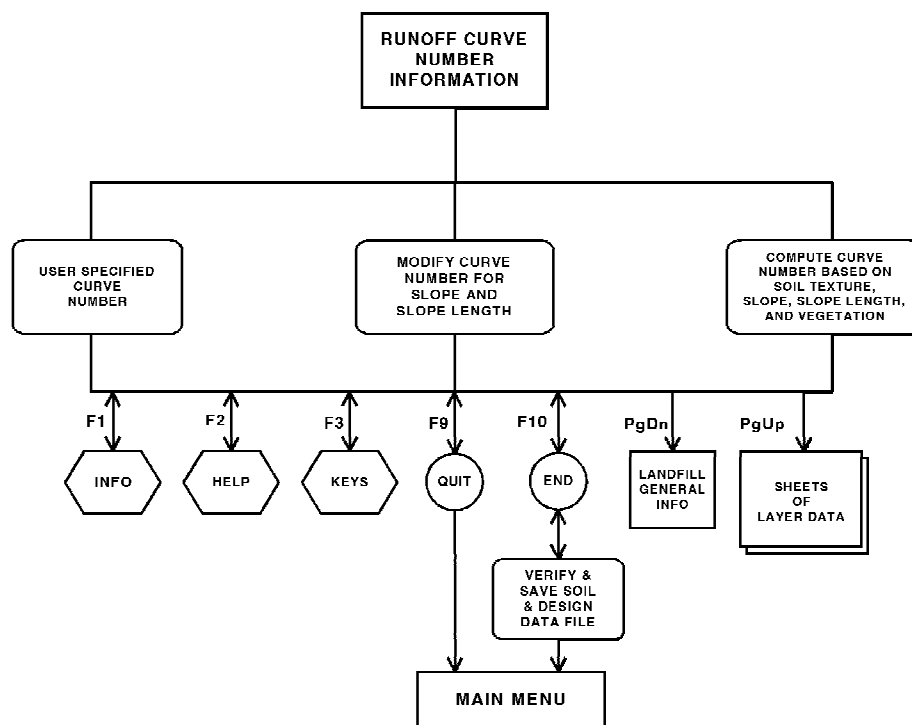 RUNOFF CURVE
NUMBER
INFORMATION
USER SPECIFIED
CURVE
NUMBER
MODIFY CURVE
NUMBER FOR
SLOPE AND
SLOPE LENGTH
COMPUTE CURVE
NUMBER BASED ON
SOIL TEXTURE,
SLOPE, SLOPE LENGTH,
AND VEGETATION
F1
F2
F3
F9
F10
PgDn
PgUp
INFO
HELP
KEYS
QUIT
END
LANDFILL
GENERAL
INFO
SHEETS
OF
LAYER DATA
VERIFY &
SAVE SOIL
& DESIGN
DATA FILE
MAIN MENU